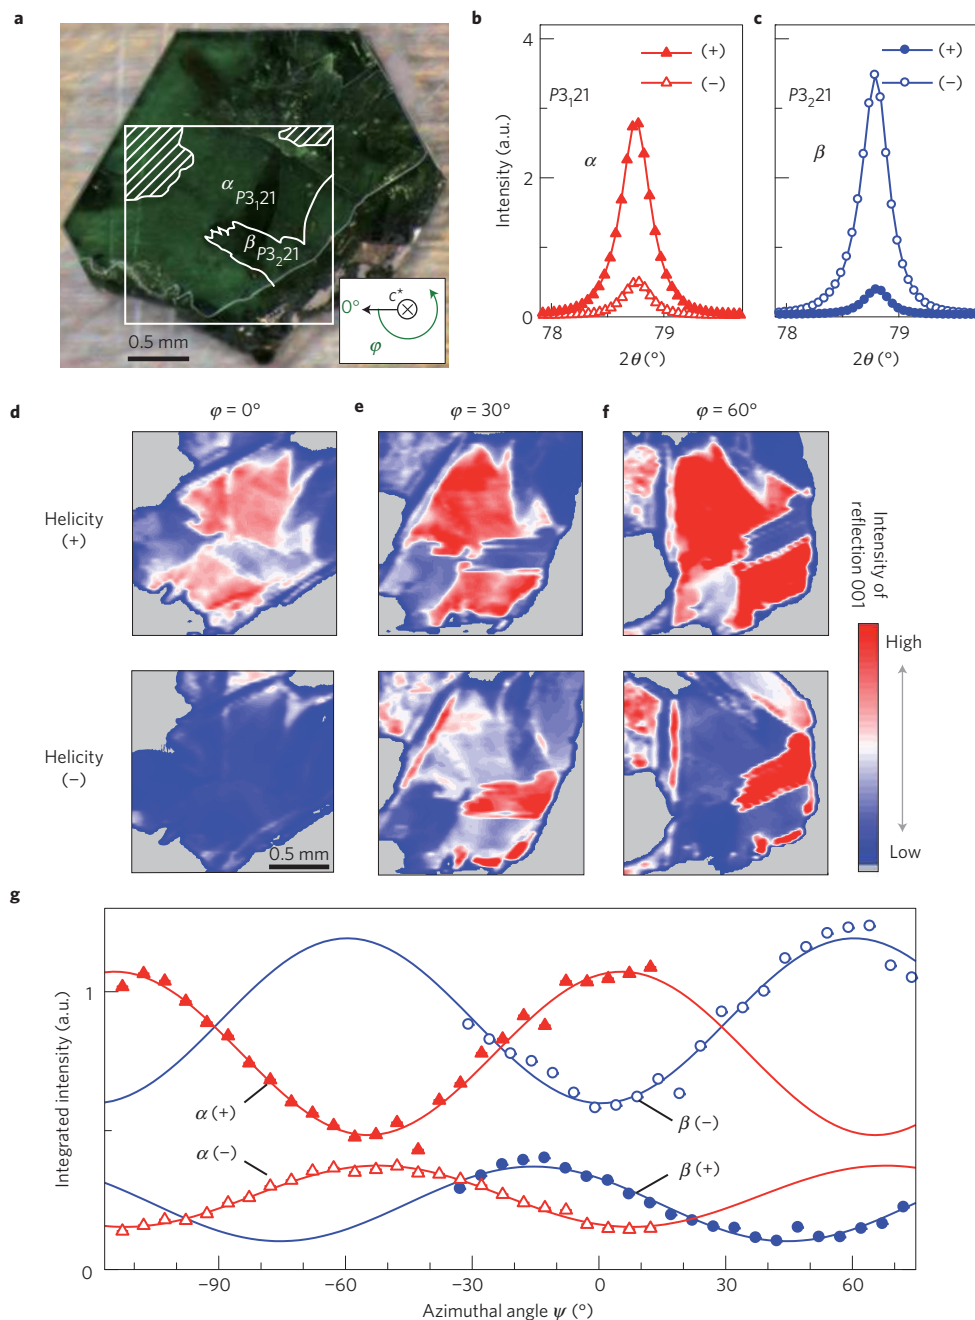 a
α
P3₁21
β
P3₂21
0.5 mm
0°
c*
φ
b
4
2
0
Intensity (a.u.)
P3₁21
α
(+)
(−)
78
79
2θ (°)
c
P3₂21
β
(+)
(−)
78
79
2θ (°)
d
φ = 0°
e
φ = 30°
f
φ = 60°
Helicity
(+)
Helicity
(−)
0.5 mm
Intensity of
reflection 001
High
Low
g
Integrated intensity (a.u.)
1
0
α (+)
α (−)
β (−)
β (+)
−90
−60
−30
0
30
60
Azimuthal angle ψ (°)